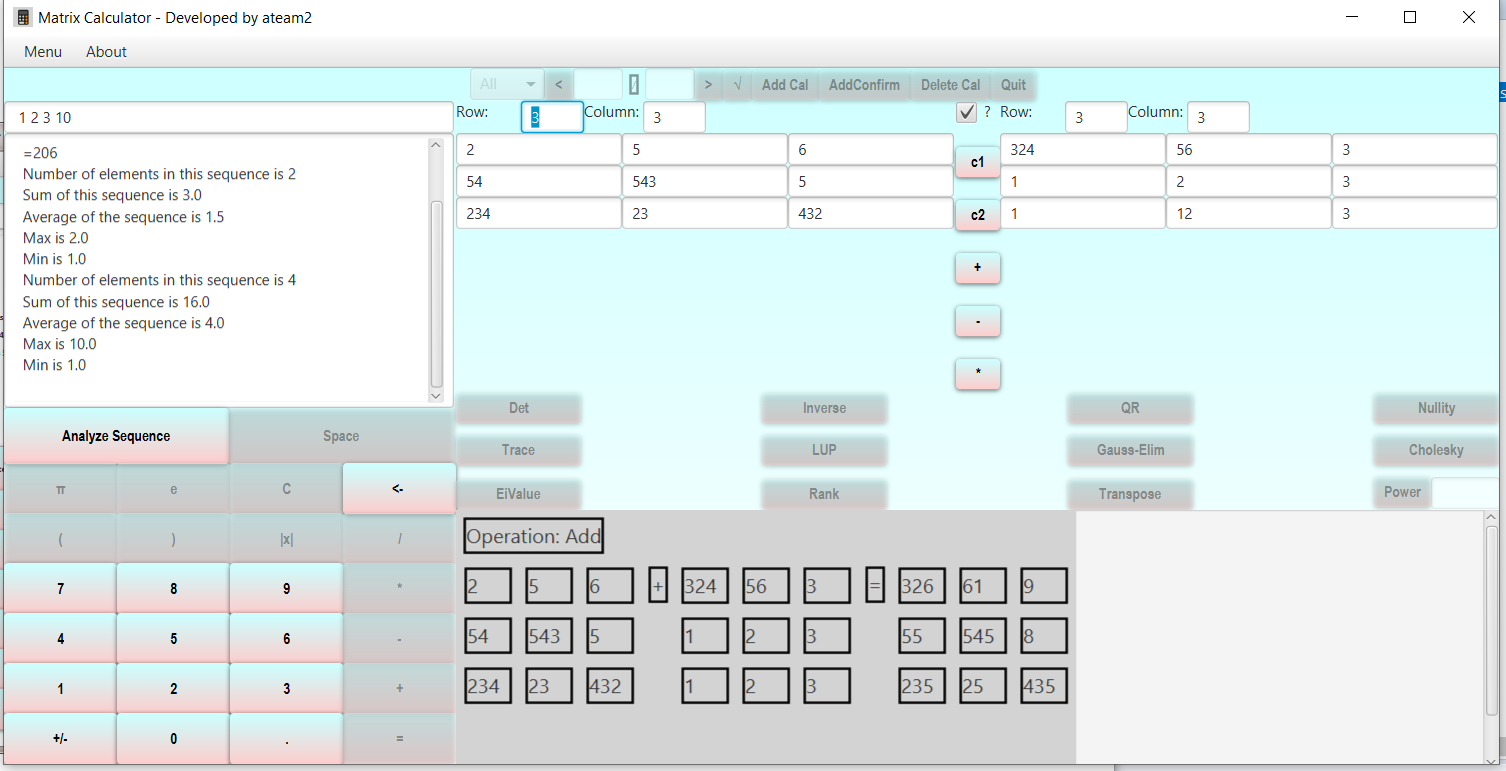 Matrix Calculator - Developed by ateam2
Menu About
All < / > √ Add Cal AddConfirm Delete Cal Quit
1 2 3 10
Row: 3 Column: 3 ? Row: 3 Column: 3
=206
Number of elements in this sequence is 2
Sum of this sequence is 3.0
Average of the sequence is 1.5
Max is 2.0
Min is 1.0
Number of elements in this sequence is 4
Sum of this sequence is 16.0
Average of the sequence is 4.0
Max is 10.0
Min is 1.0
2 5 6 c1 324 56 3
54 543 5 1 2 3
234 23 432 c2 1 12 3
+
-
*
Det Inverse QR Nullity
Trace LUP Gauss-Elim Cholesky
EiValue Rank Transpose Power
Analyze Sequence Space
π e C <-
( ) |x| /
7 8 9 *
4 5 6 -
1 2 3 +
+/- 0 . =
Operation: Add
2 5 6 + 324 56 3 = 326 61 9
54 543 5 1 2 3 55 545 8
234 23 432 1 2 3 235 25 435